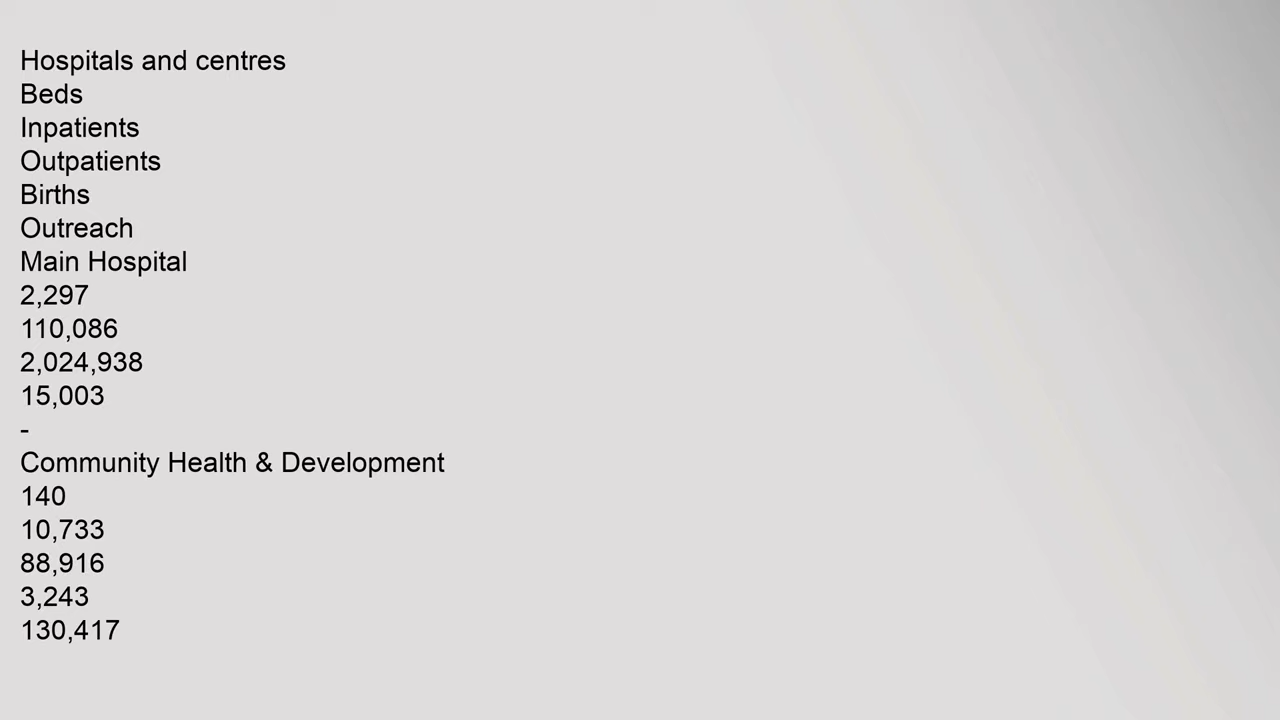 Hospitals and centres
Beds
Inpatients
Outpatients
Births
Outreach
Main Hospital
2,297
110,086
2,024,938
15,003
-
Community Health & Development
140
10,733
88,916
3,243
130,417